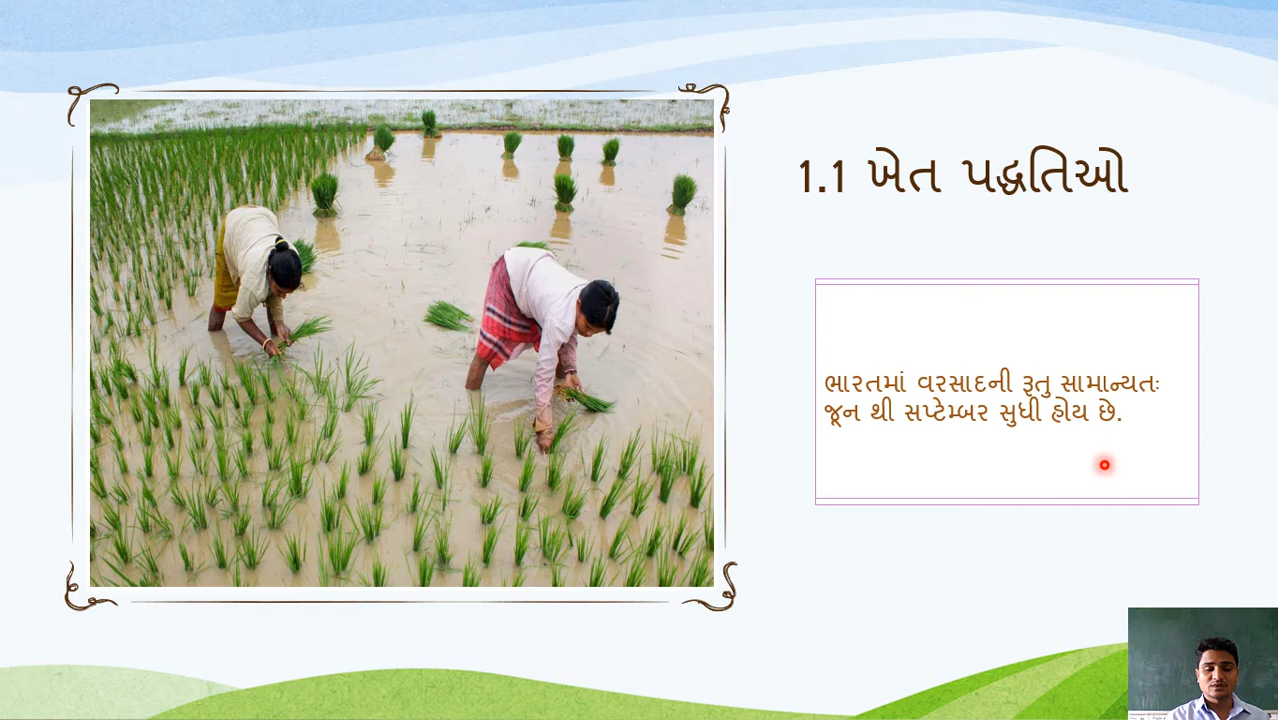 1.1 ખેત પદ્ધતિઓ
ભારતમાં વરસાદની રૂતુ સામાન્યતઃ
જૂન થી સપ્ટેમ્બર સુધી હોય છે.